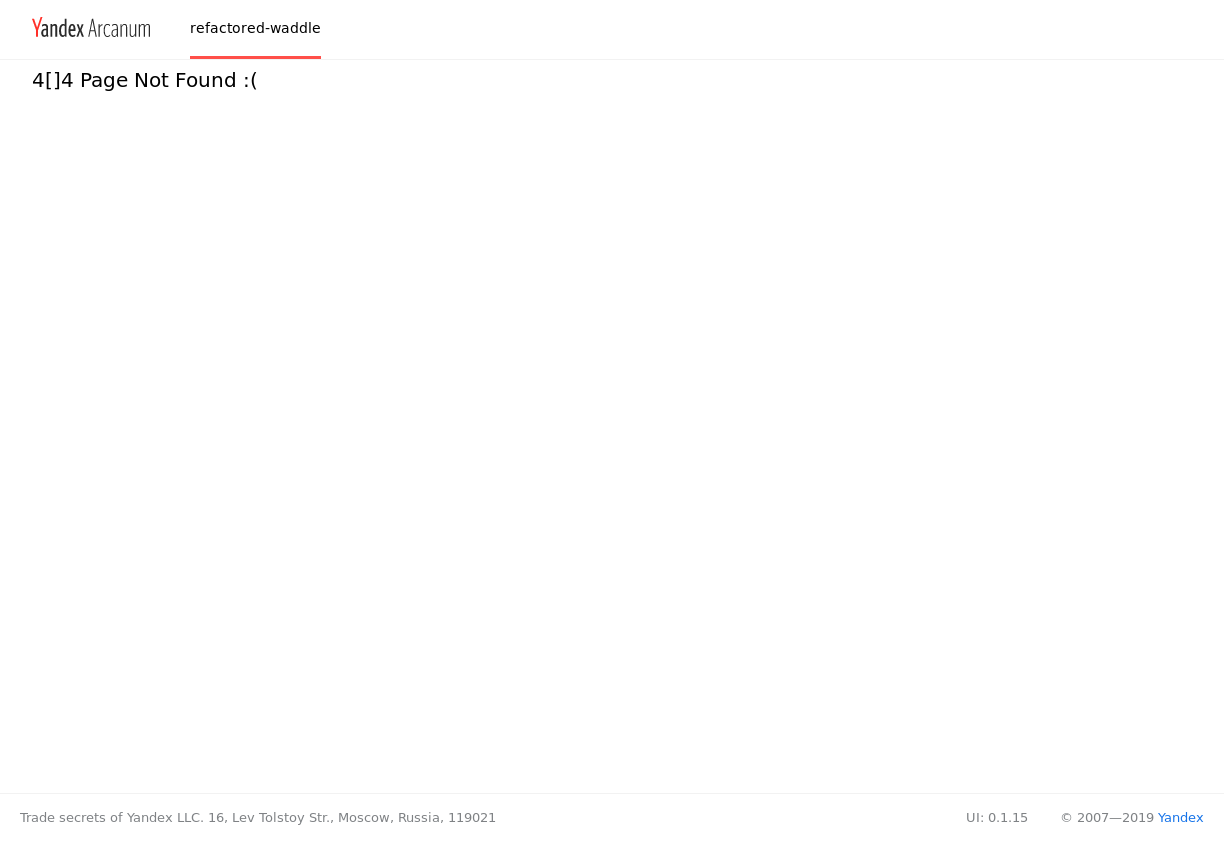 Yandex Arcanum
refactored-waddle
4[]4 Page Not Found :(
Trade secrets of Yandex LLC. 16, Lev Tolstoy Str., Moscow, Russia, 119021
UI: 0.1.15
© 2007—2019 Yandex